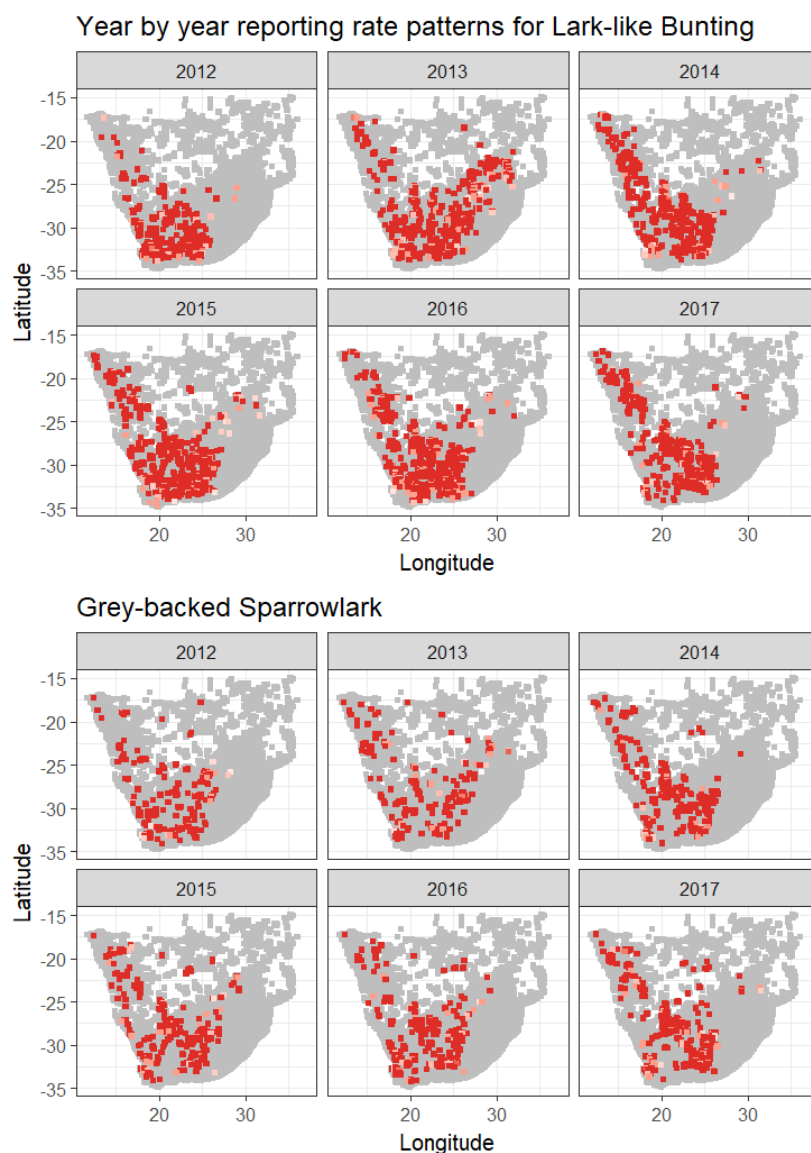 Year by year reporting rate patterns for Lark-like Bunting
2012 2013 2014
-15
-20
-25
-30
-35
2015 2016 2017
-15
-20
-25
-30
-35
Latitude
20 30 20 30 20 30
Longitude
Grey-backed Sparrowlark
2012 2013 2014
-15
-20
-25
-30
-35
2015 2016 2017
-15
-20
-25
-30
-35
Latitude
20 30 20 30 20 30
Longitude